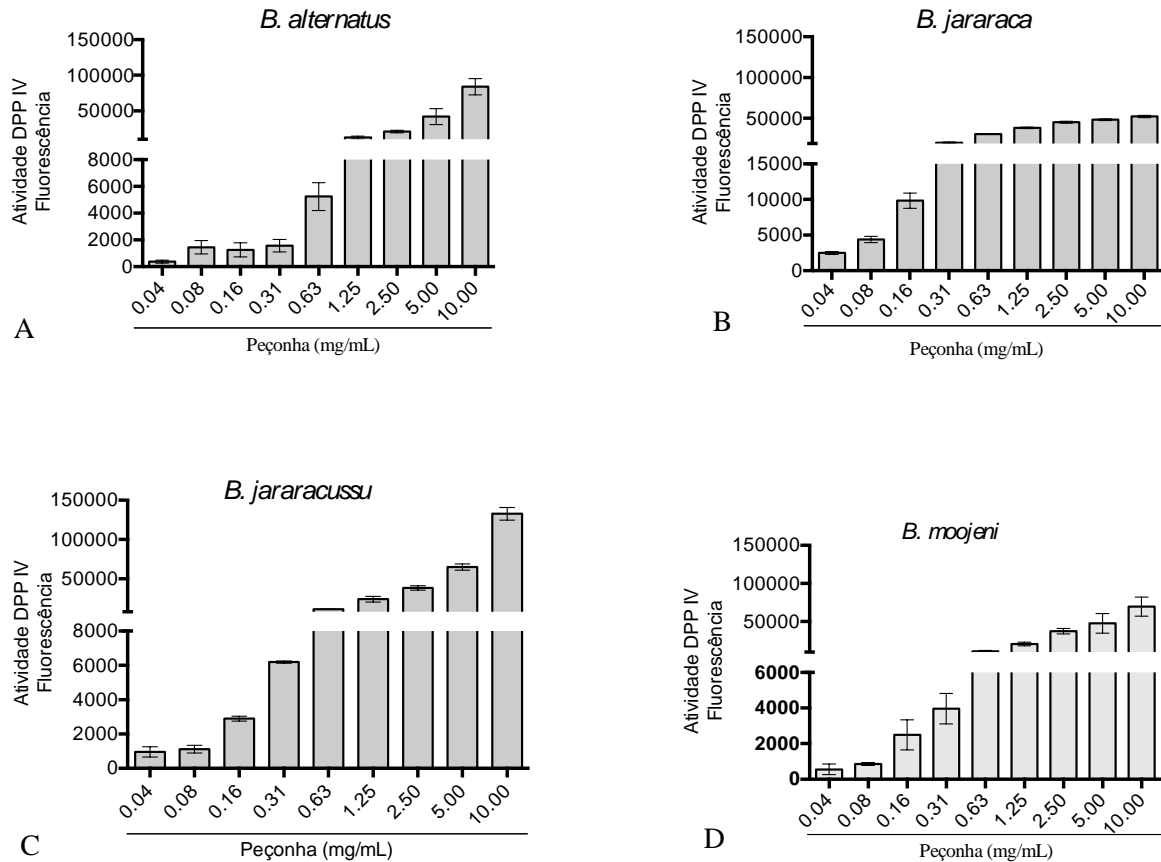 B. alternatus
150000
100000
50000
8000
6000
4000
2000
0
Atividade DPP IV
Fluorescência
0.04 0.08 0.16 0.31 0.63 1.25 2.50 5.00 10.00
Peçonha (mg/mL)
A
B. jararaca
150000
100000
50000
15000
10000
5000
0
Atividade DPP IV
Fluorescência
0.04 0.08 0.16 0.31 0.63 1.25 2.50 5.00 10.00
Peçonha (mg/mL)
B
B. jararacussu
150000
100000
50000
8000
6000
4000
2000
0
Atividade DPP IV
Fluorescência
0.04 0.08 0.16 0.31 0.63 1.25 2.50 5.00 10.00
Peçonha (mg/mL)
C
B. moojeni
150000
100000
50000
6000
4000
2000
0
Atividade DPP IV
Fluorescência
0.04 0.08 0.16 0.31 0.63 1.25 2.50 5.00 10.00
Peçonha (mg/mL)
D